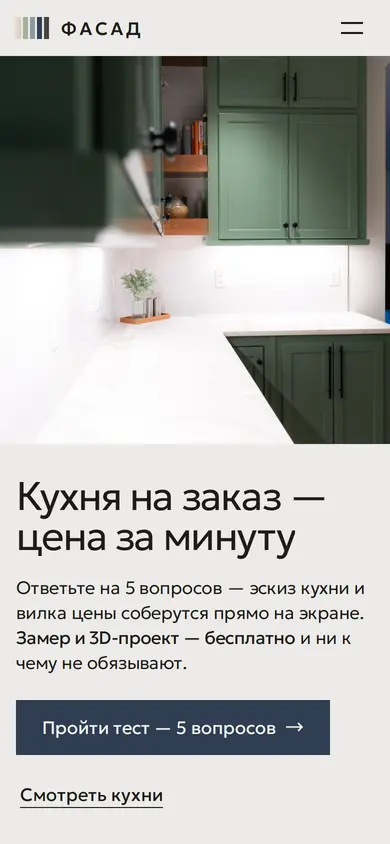 ФАСАД
Кухня на заказ —
цена за минуту
Ответьте на 5 вопросов — эскиз кухни и
вилка цены соберутся прямо на экране.
Замер и 3D-проект — бесплатно и ни к
чему не обязывают.
Пройти тест — 5 вопросов →
Смотреть кухни